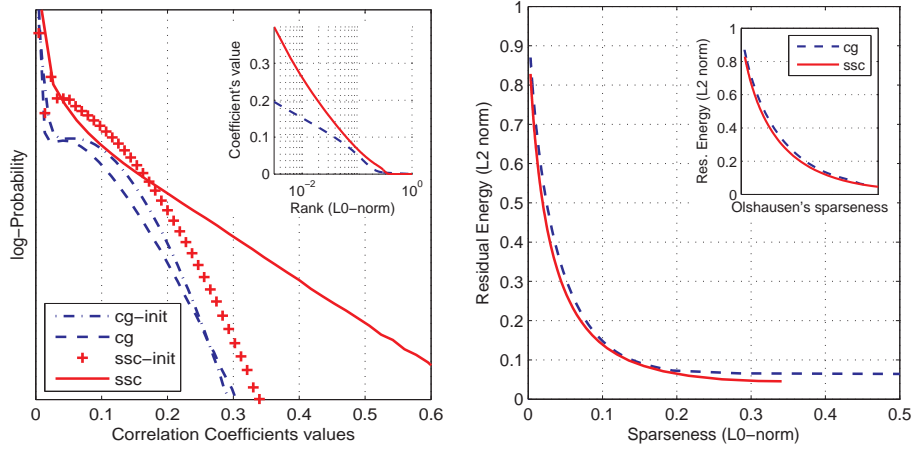 log−Probability
cg−init
cg
ssc−init
ssc
0
0.1
0.2
0.3
0.4
0.5
0.6
Correlation Coefficients values
Coefficient's value
0.3
0.2
0.1
0
10−2
100
Rank (L0−norm)
Residual Energy (L2 norm)
1
0.9
0.8
0.7
0.6
0.5
0.4
0.3
0.2
0.1
0
0
0.1
0.2
0.3
0.4
0.5
Sparseness (L0−norm)
Res. Energy (L2 norm)
1
0.8
0.6
0.4
0.2
0
cg
ssc
Olshausen's sparseness